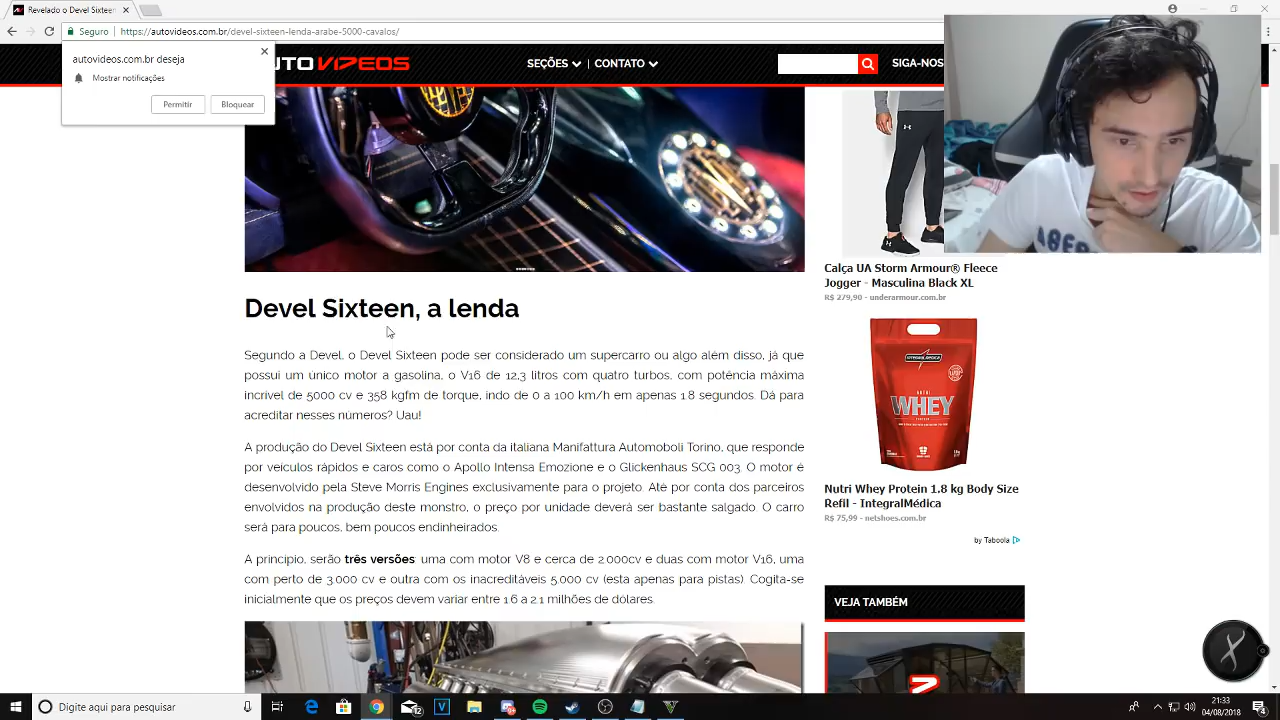 Revelado o Devel Sixteen
Seguro
https://autovideos.com.br/devel-sixteen-lenda-arabe-5000-cavalos/
autovideos.com.br deseja
Mostrar notificações
Permitir
Bloquear
UTOVIDEOS
SEÇÕES
CONTATO
SIGA-NOS
Devel Sixteen, a lenda
Segundo a Devel, o Devel Sixteen pode ser considerado um supercarro ou algo além disso, já que
possui um único motor a gasolina, o V16 de 12,3 litros com quatro turbos, com potência máxima
incrível de 5000 cv e 358 kgfm de torque, indo de 0 a 100 km/h em apenas 1.8 segundos. Dá para
acreditar nesses números? Uau!
A produção do Devel Sixteen está por conta da italiana Manifattura Automobili Torino, que responde
por veículos rápidos e caros como o Apollo Intensa Emozione e o Glickenhaus SCG 003. O motor é
desenvolvido pela Steve Morris Engines exclusivamente para o projeto. Até por conta dos parceiros
envolvidos na produção deste monstro, o preço por unidade deverá ser bastante salgado. O carro
será para poucos, bem poucos endinheirados.
A princípio, serão três versões: uma com motor V8 e cerca de 2.000cv e duas com motor V16, uma
com perto de 3.000 cv e outra com os incredítaveis 5.000 cv (esta apenas para pistas). Cogita-se
inicialmente que os preços devem variar entre 1.6 a 2.1 milhões de dólares.
Calça UA Storm Armour® Fleece
Jogger - Masculina Black XL
R$ 279,90 - underarmour.com.br
INTEGRALMÉDICA
NUTRI
WHEY
Nutri Whey Protein 1.8 kg Body Size
Refil - IntegralMédica
R$ 75,99 - netshoes.com.br
by Taboola
VEJA TAMBÉM
ABER
Digite aqui para pesquisar
21:33
04/08/2018